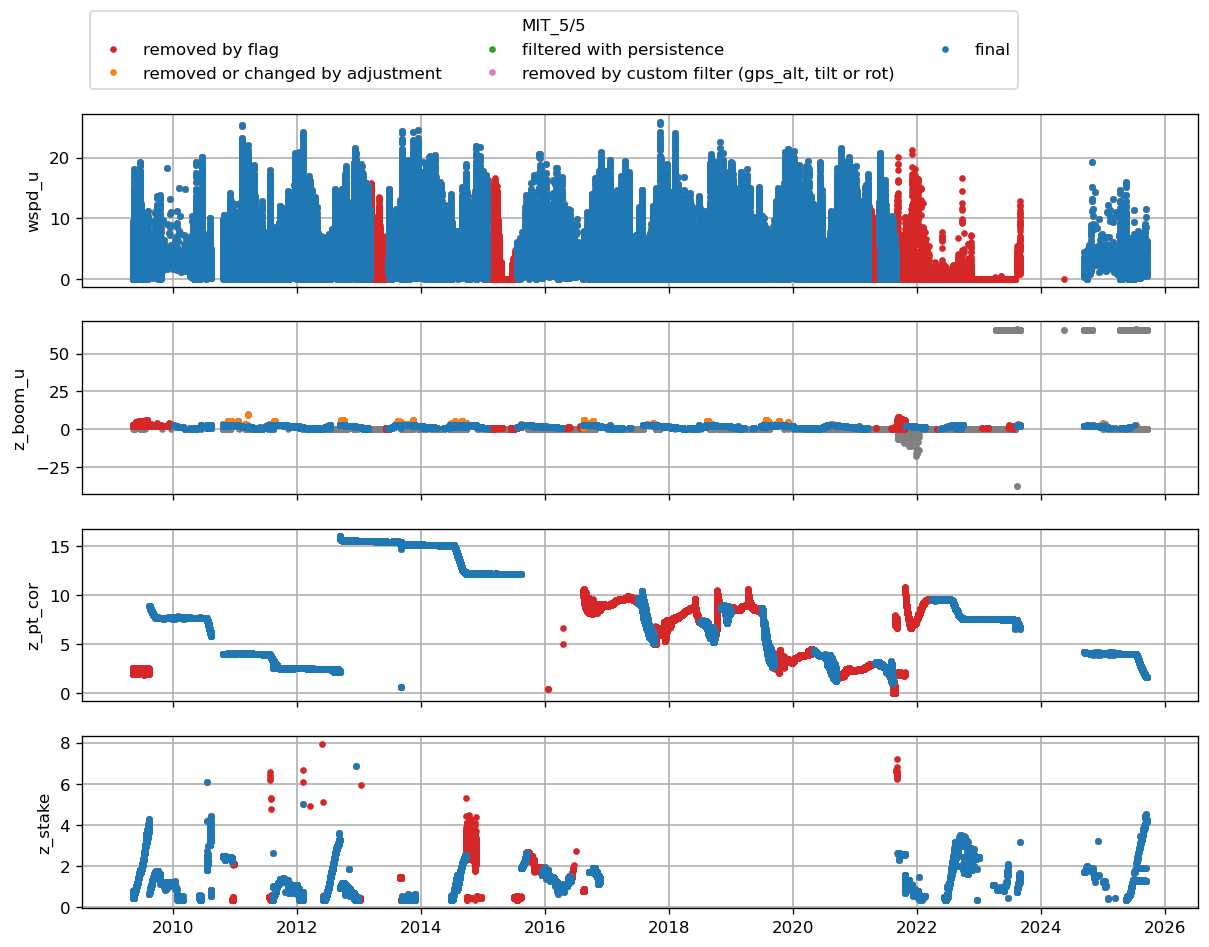 MIT_5/5
removed by flag
filtered with persistence
final
removed or changed by adjustment
removed by custom filter (gps_alt, tilt or rot)
wspd_u
20
10
0
z_boom_u
50
25
0
−25
z_pt_cor
15
10
5
0
z_stake
8
6
4
2
0
2010 2012 2014 2016 2018 2020 2022 2024 2026